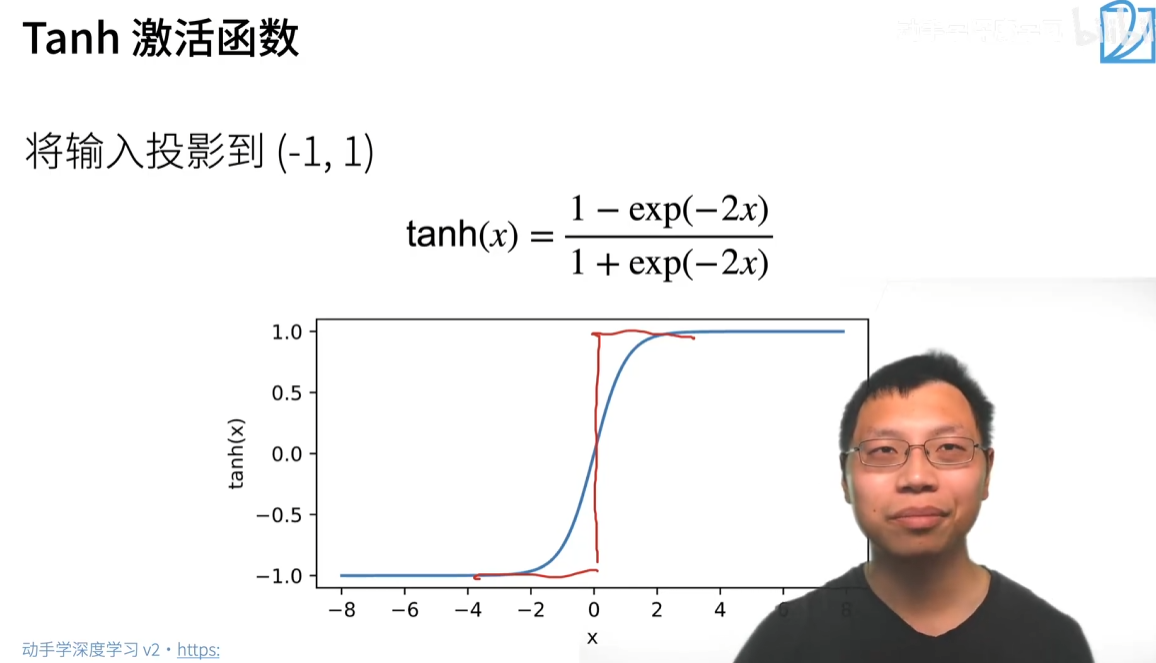 Tanh 激活函数
bilibili
将输入投影到 (-1, 1)
tanh(x) = 1 − exp(−2x) / 1 + exp(−2x)
1.0
0.5
0.0
−0.5
−1.0
tanh(x)
−8 −6 −4 −2 0 2 4 6 8
x
动手学深度学习 v2 · https: